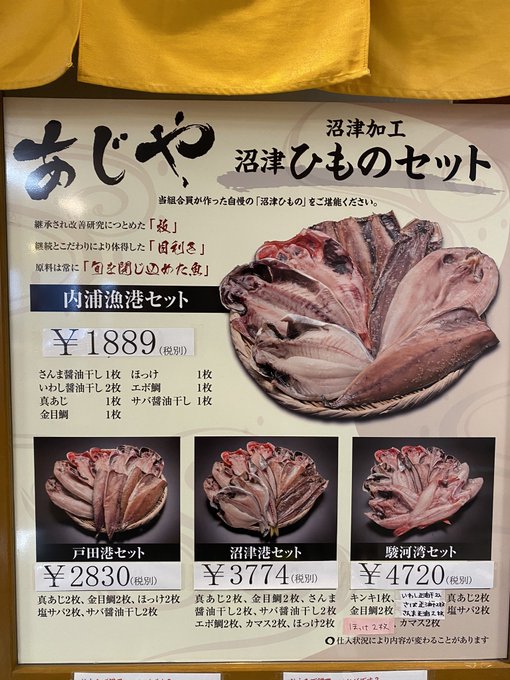 あじや
沼津加工
沼津ひものセット
当組合員が作った自慢の「沼津ひもの」をご堪能ください。
継承され改善研究につとめた「技」
継続とこだわりにより体得した「目利き」
原料は常に「旬を閉じ込めた魚」
内浦漁港セット
¥1889(税別)
さんま醤油干し 1枚 ほっけ 1枚
いわし醤油干し 2枚 エボ鯛 1枚
真あじ 1枚 サバ醤油干し 1枚
金目鯛 1枚
戸田港セット
¥2830(税別)
真あじ2枚、金目鯛2枚、ほっけ2枚
塩サバ2枚、サバ醤油干し2枚
沼津港セット
¥3774(税別)
真あじ2枚、金目鯛2枚、さんま
醤油干し2枚、サバ醤油干し2枚
エボ鯛2枚、カマス2枚、ほっけ2枚
駿河湾セット
¥4720(税別)
キンキ1枚、
真あじ2枚
金目鯛2枚、
塩サバ2枚
ほっけ2枚
、カマス2枚
仕入状況により内容が変わることがあります